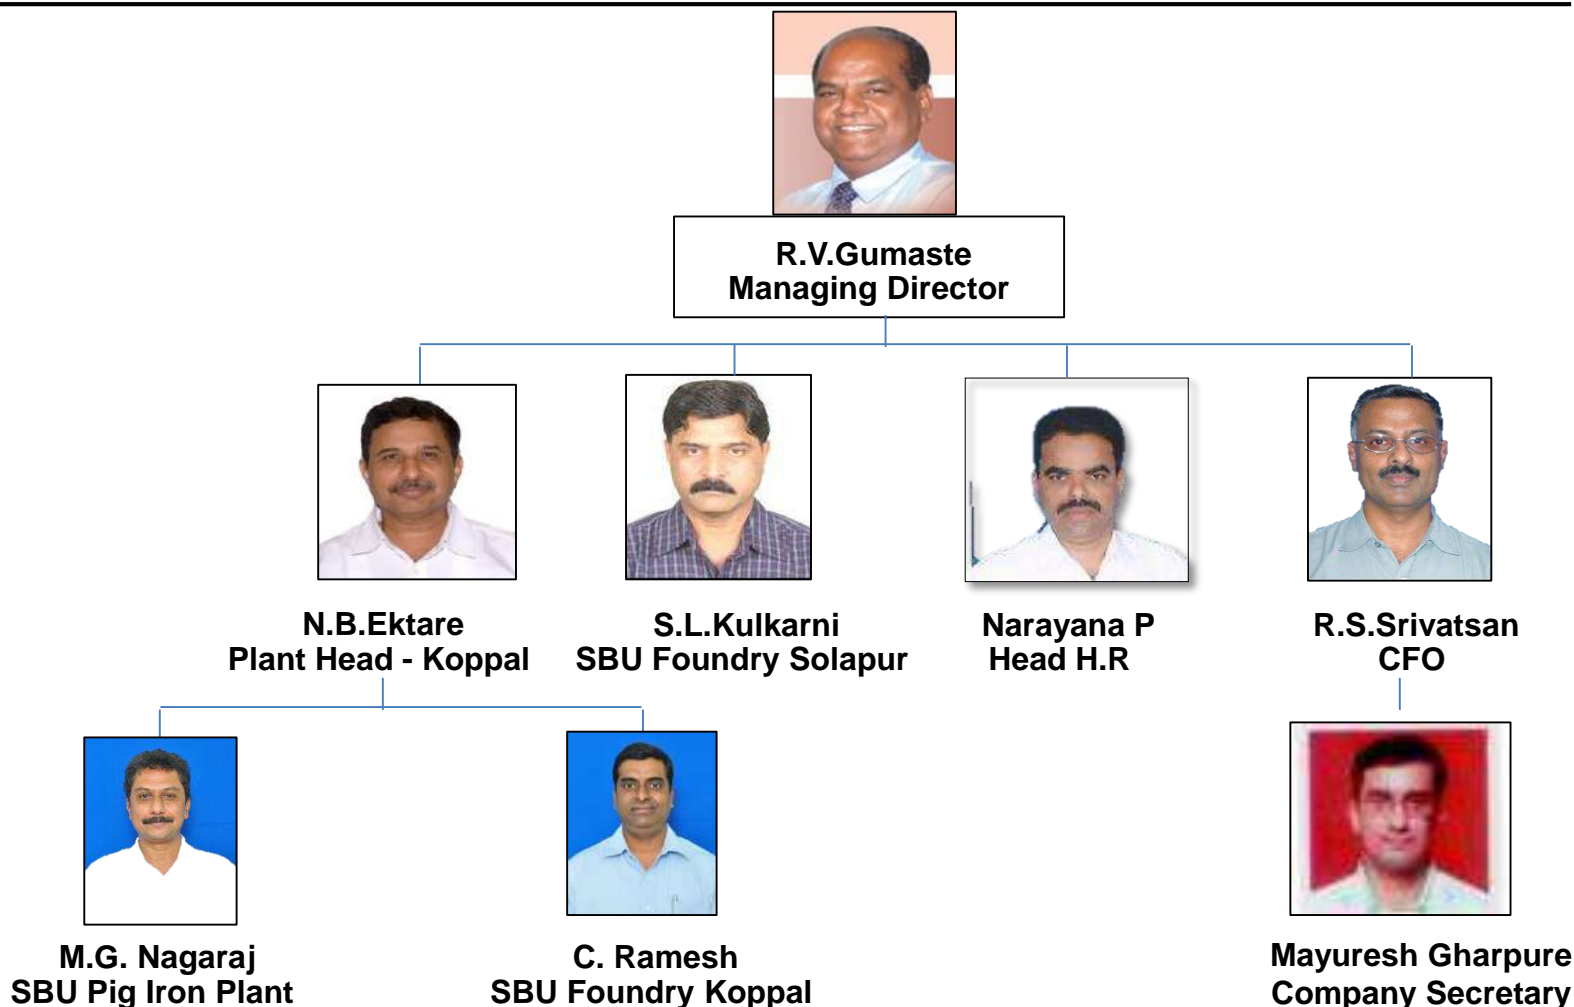 R.V.Gumaste
Managing Director
N.B.Ektare
Plant Head - Koppal
S.L.Kulkarni
SBU Foundry Solapur
Narayana P
Head H.R
R.S.Srivatsan
CFO
M.G. Nagaraj
SBU Pig Iron Plant
C. Ramesh
SBU Foundry Koppal
Mayuresh Gharpure
Company Secretary